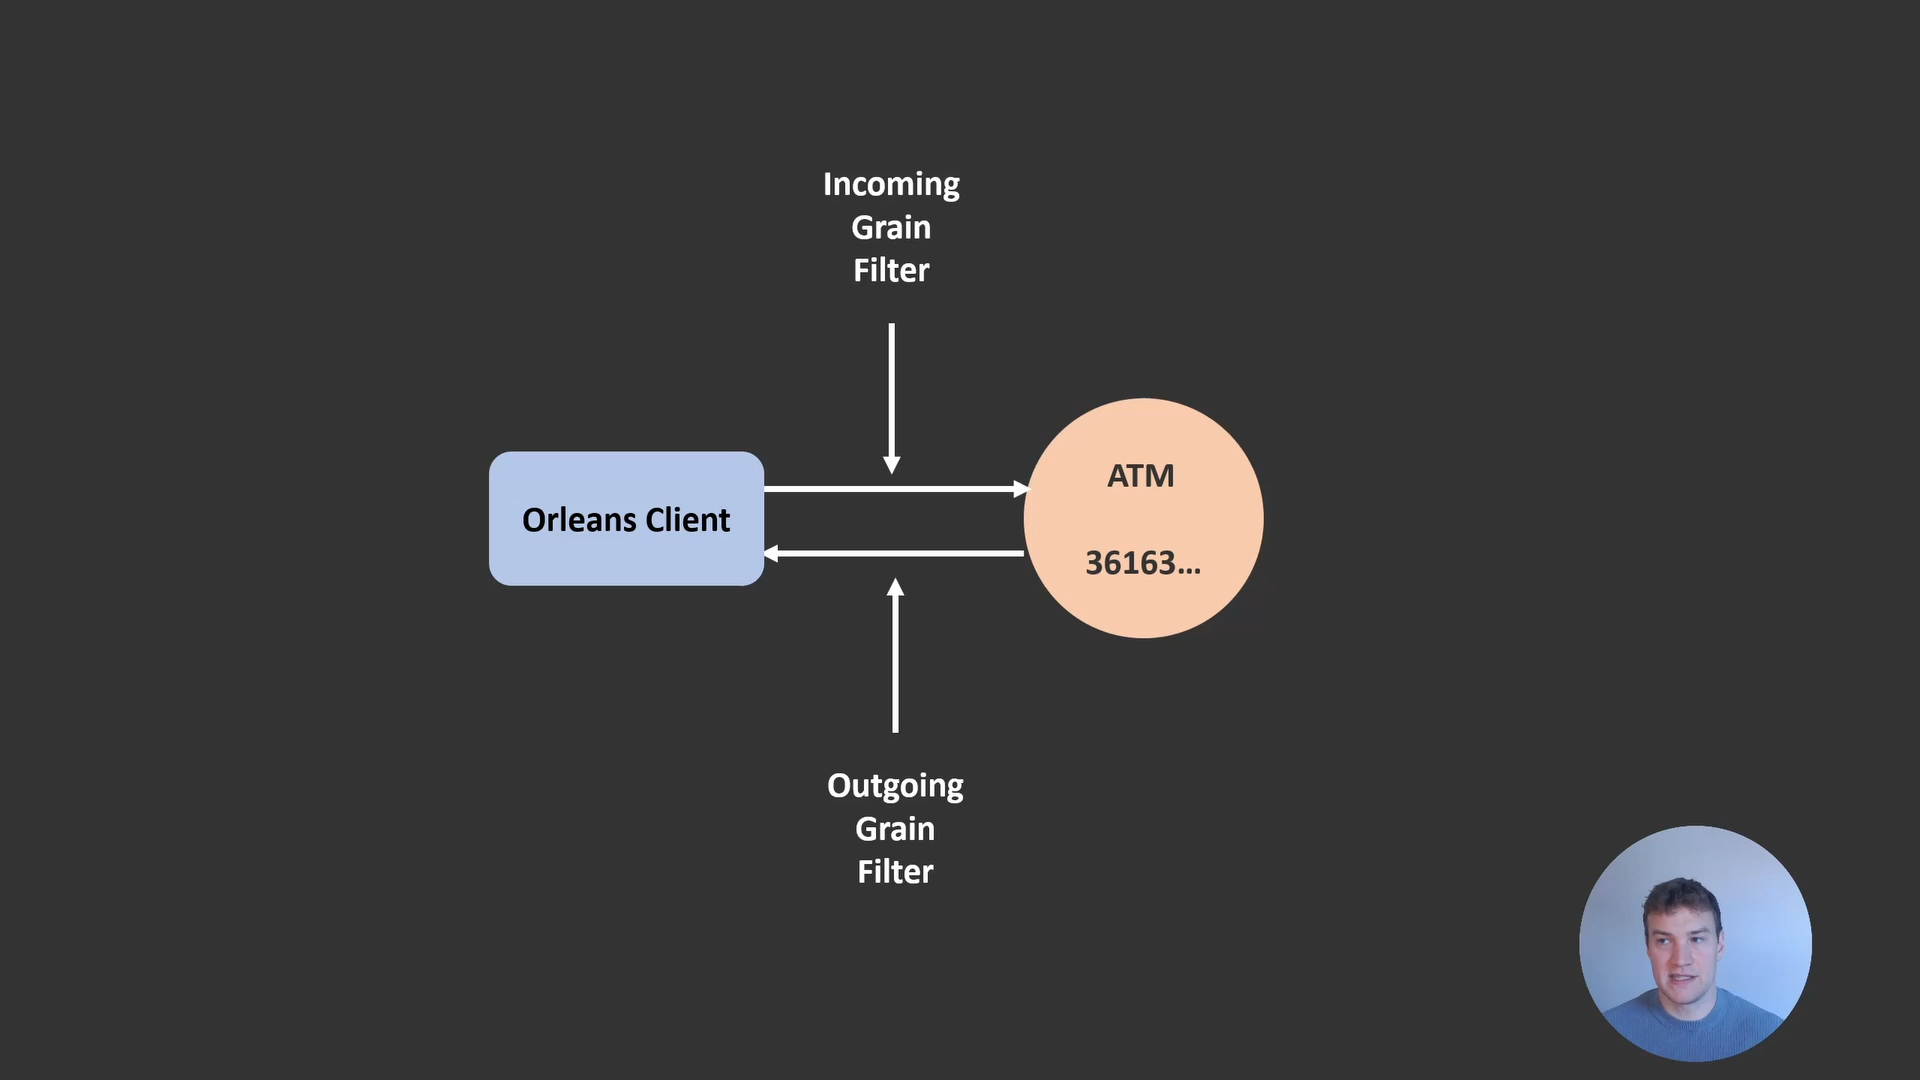 Incoming
Grain
Filter
Orleans Client
ATM
36163...
Outgoing
Grain
Filter